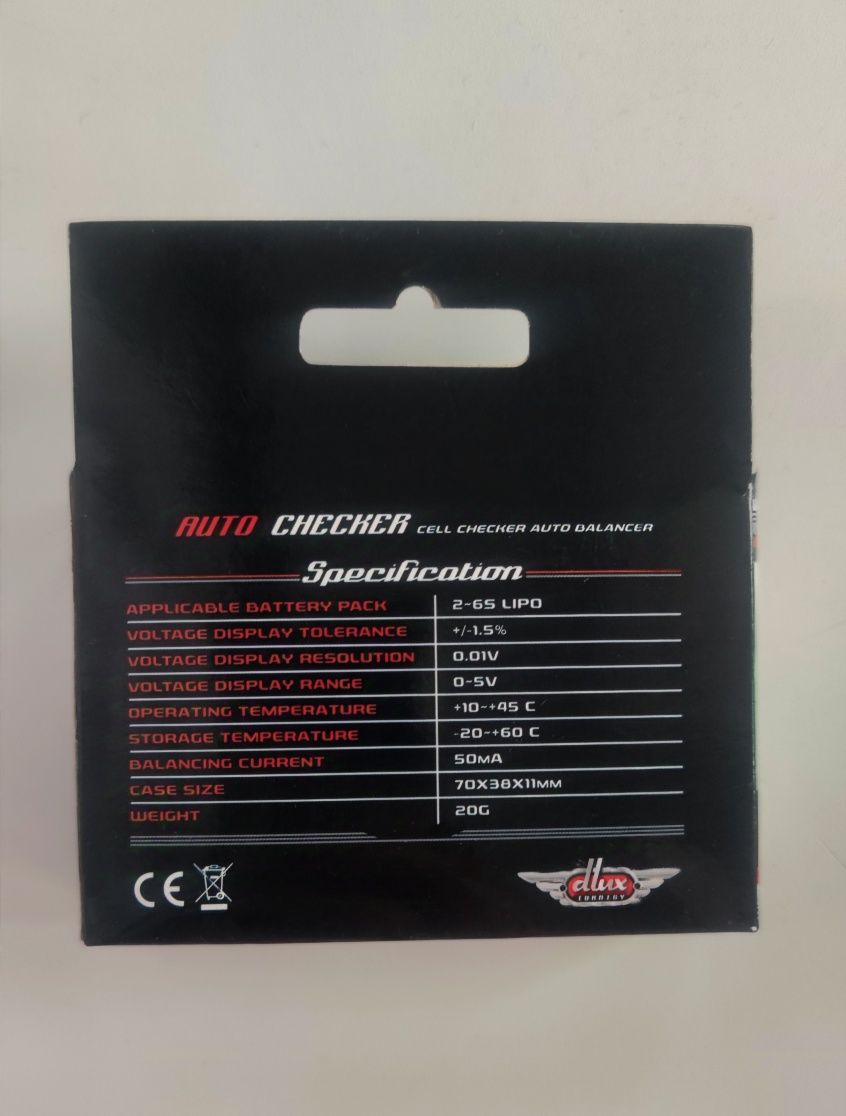 AUTO CHECKER CELL CHECKER AUTO BALANCER
Specification
APPLICABLE BATTERY PACK 2~6S LIPO
VOLTAGE DISPLAY TOLERANCE +/-1.5%
VOLTAGE DISPLAY RESOLUTION 0.01V
VOLTAGE DISPLAY RANGE 0~5V
OPERATING TEMPERATURE +10~+45 C
STORAGE TEMPERATURE -20~+60 C
BALANCING CURRENT 50MA
CASE SIZE 70X38X11MM
WEIGHT 20G
CE
dlux
TURNIGY